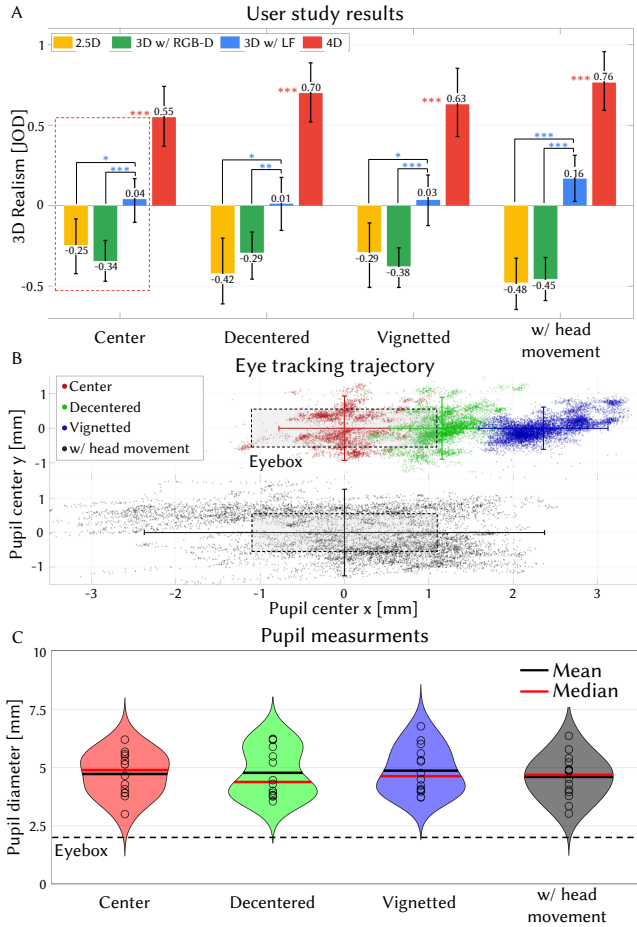 A
User study results
2.5D
3D w/ RGB-D
3D w/ LF
4D
3D Realism [JOD]
1
0.5
0
-0.5
***
0.55
*
***
0.04
-0.25
-0.34
***
0.70
*
**
0.01
-0.42
-0.29
***
0.63
*
***
0.03
-0.29
-0.38
***
0.76
***
***
0.16
-0.48
-0.45
Center
Decentered
Vignetted
w/ head
movement
B
Eye tracking trajectory
Center
Decentered
Vignetted
w/ head movement
Eyebox
Pupil center y [mm]
1
0
-1
1
0
-1
-3
-2
-1
0
1
2
3
Pupil center x [mm]
C
Pupil measurments
Pupil diameter [mm]
10
7.5
5
2.5
0
Mean
Median
Eyebox
Center
Decentered
Vignetted
w/ head
movement